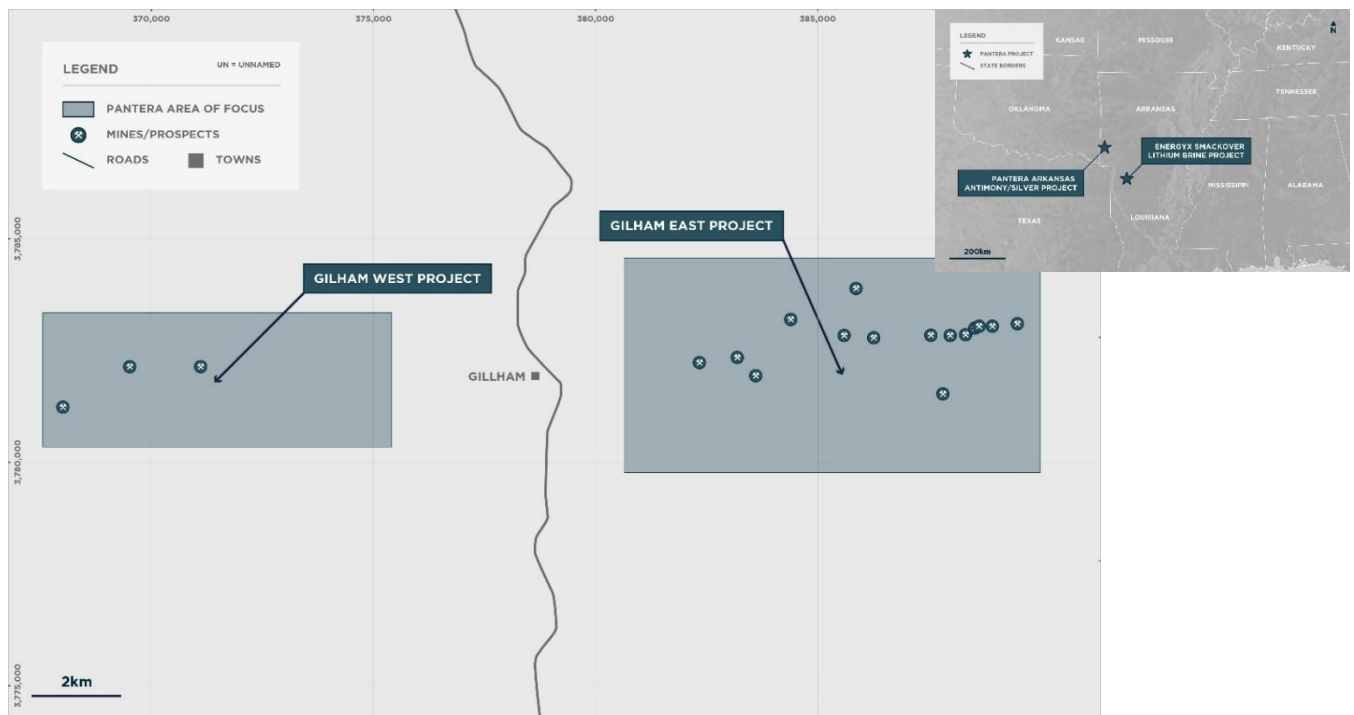 370,000
375,000
380,000
385,000
LEGEND
UN = UNNAMED
PANTERA AREA OF FOCUS
MINES/PROSPECTS
ROADS
TOWNS
3,785,000
3,780,000
3,775,000
GILHAM WEST PROJECT
GILHAM EAST PROJECT
GILLHAM
2km
LEGEND
PANTERA PROJECT
STATE BORDERS
N
KANSAS
MISSOURI
KENTUCKY
OKLAHOMA
ARKANSAS
TENNESSEE
ENERGYX SMACKOVER
LITHIUM BRINE PROJECT
PANTERA ARKANSAS
ANTIMONY/SILVER PROJECT
MISSISSIPPI
ALABAMA
TEXAS
LOUISIANA
200km